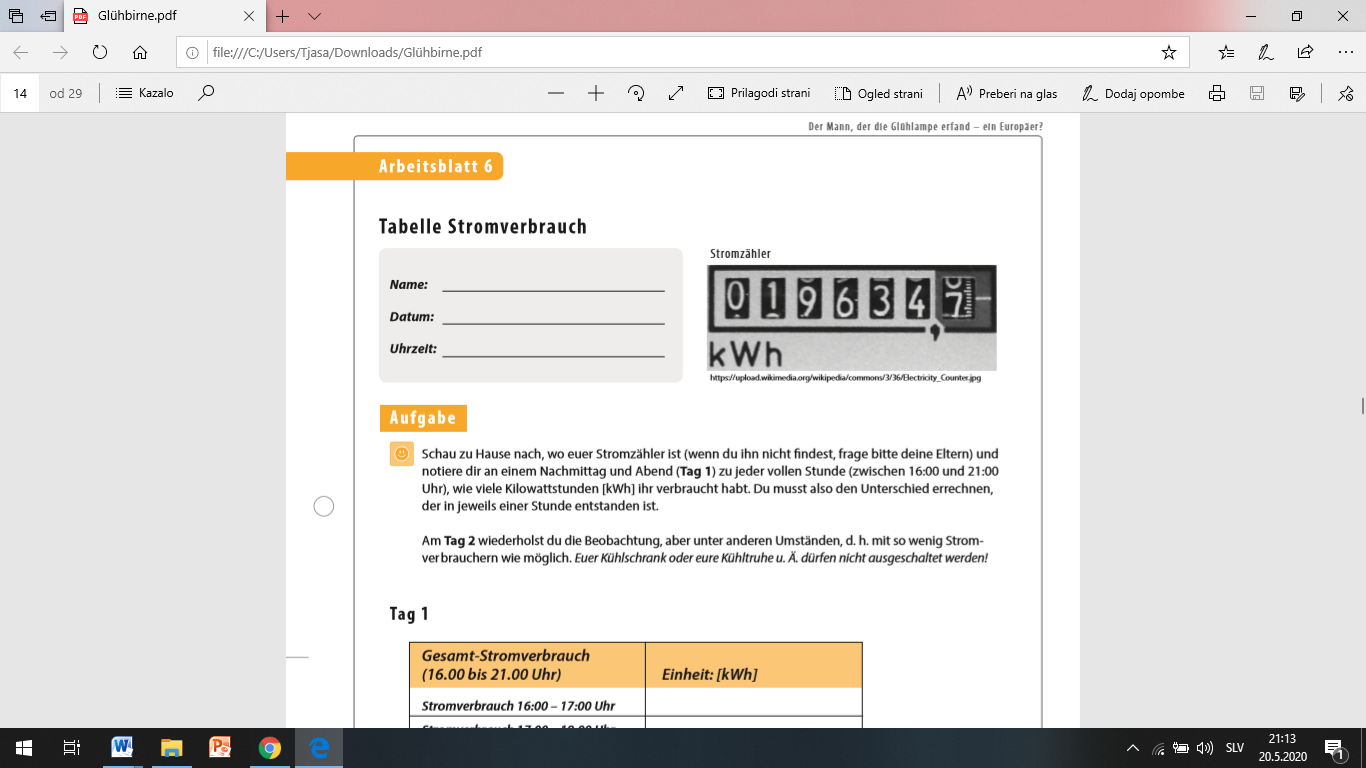 Glühbirne.pdf
file:///C:/Users/Tjasa/Downloads/Glühbirne.pdf
14 od 29 Kazalo Prilagodi strani Ogled strani Preberi na glas Dodaj opombe
Der Mann, der die Glühlampe erfand – ein Europäer?
Arbeitsblatt 6
Tabelle Stromverbrauch
Name:
Datum:
Uhrzeit:
Stromzähler
0 1 9 6 3 4 , 7
kWh
https://upload.wikimedia.org/wikipedia/commons/3/36/Electricity_Counter.jpg
Aufgabe
Schau zu Hause nach, wo euer Stromzähler ist (wenn du ihn nicht findest, frage bitte deine Eltern) und
notiere dir an einem Nachmittag und Abend (Tag 1) zu jeder vollen Stunde (zwischen 16:00 und 21:00
Uhr), wie viele Kilowattstunden [kWh] ihr verbraucht habt. Du musst also den Unterschied errechnen,
der in jeweils einer Stunde entstanden ist.
Am Tag 2 wiederholst du die Beobachtung, aber unter anderen Umständen, d. h. mit so wenig Strom-
verbrauchern wie möglich. Euer Kühlschrank oder eure Kühltruhe u. Ä. dürfen nicht ausgeschaltet werden!
Tag 1
Gesamt-Stromverbrauch
(16.00 bis 21.00 Uhr) Einheit: [kWh]
Stromverbrauch 16:00 – 17:00 Uhr
SLV
21:13
20.5.2020
1